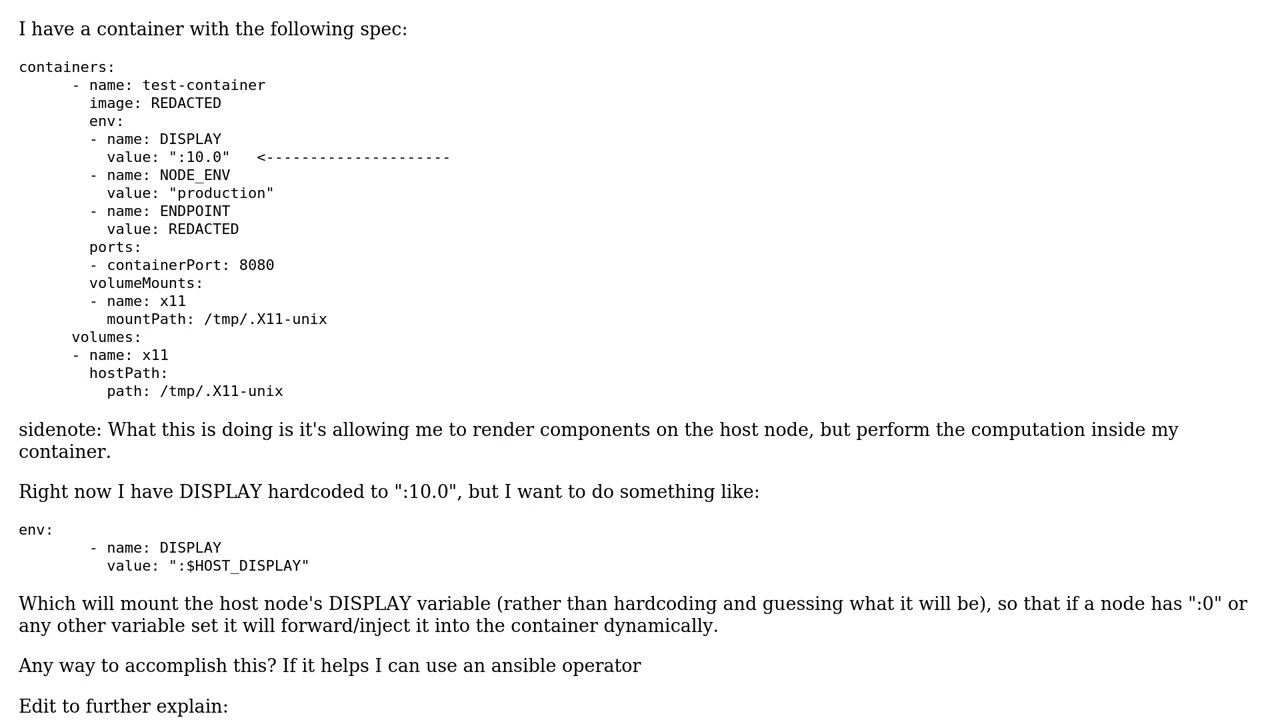 I have a container with the following spec:
containers:
      - name: test-container
        image: REDACTED
        env:
        - name: DISPLAY
          value: ":10.0"   <---------------------
        - name: NODE_ENV
          value: "production"
        - name: ENDPOINT
          value: REDACTED
        ports:
        - containerPort: 8080
        volumeMounts:
        - name: x11
          mountPath: /tmp/.X11-unix
      volumes:
      - name: x11
        hostPath:
          path: /tmp/.X11-unix
sidenote: What this is doing is it's allowing me to render components on the host node, but perform the computation inside my
container.
Right now I have DISPLAY hardcoded to ":10.0", but I want to do something like:
env:
        - name: DISPLAY
          value: ":$HOST_DISPLAY"
Which will mount the host node's DISPLAY variable (rather than hardcoding and guessing what it will be), so that if a node has ":0" or
any other variable set it will forward/inject it into the container dynamically.
Any way to accomplish this? If it helps I can use an ansible operator
Edit to further explain: